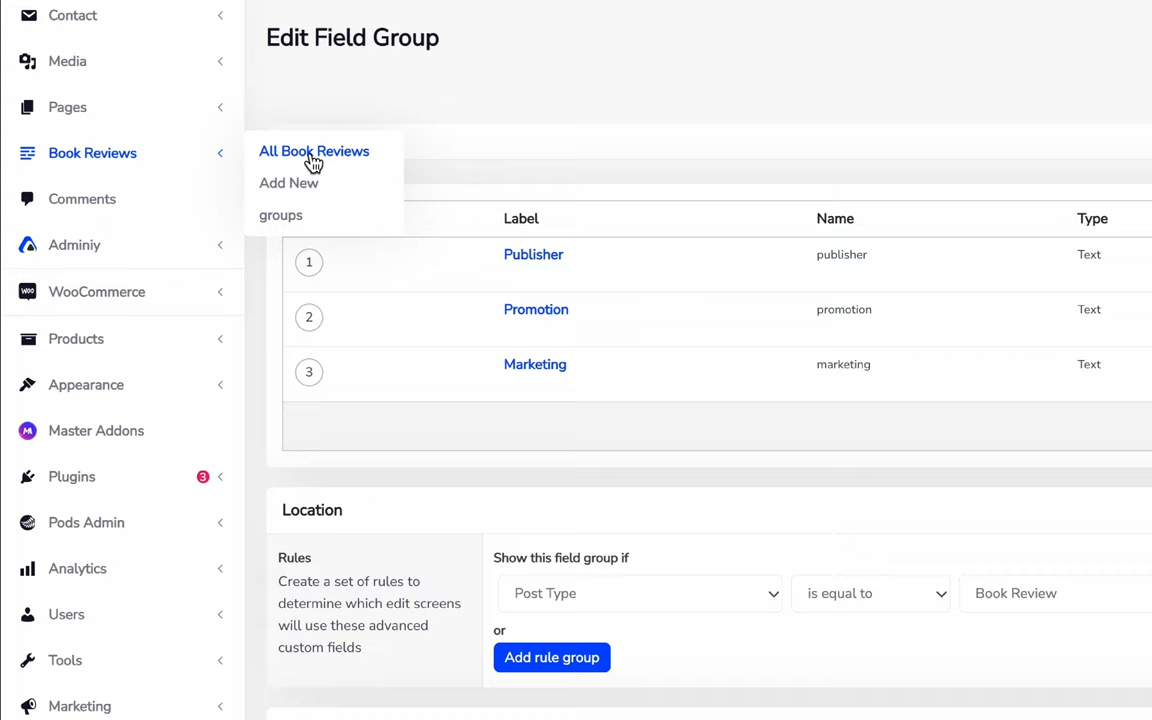 Contact
Media
Pages
Book Reviews
Comments
Adminiy
WooCommerce
Products
Appearance
Master Addons
Plugins 3
Pods Admin
Analytics
Users
Tools
Marketing
All Book Reviews
Add New
groups
Edit Field Group
Label Name Type
1 Publisher publisher Text
2 Promotion promotion Text
3 Marketing marketing Text
Location
Rules
Create a set of rules to
determine which edit screens
will use these advanced
custom fields
Show this field group if
Post Type is equal to Book Review
or
Add rule group